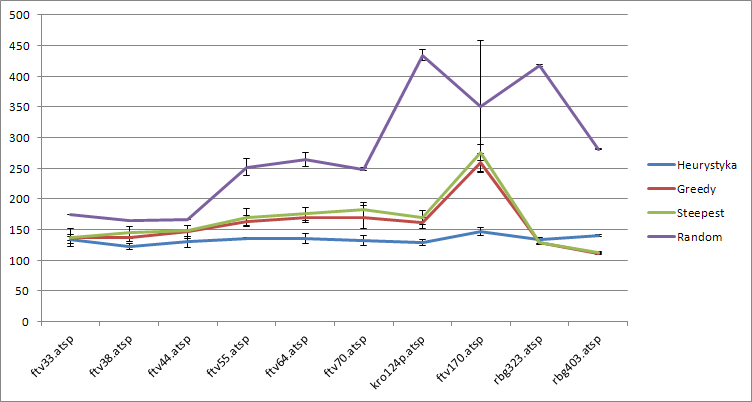 500
450
400
350
300
250
200
150
100
50
0
ftv33.atsp
ftv38.atsp
ftv44.atsp
ftv55.atsp
ftv64.atsp
ftv70.atsp
kro124p.atsp
ftv170.atsp
rbg323.atsp
rbg403.atsp
Heurystyka
Greedy
Steepest
Random